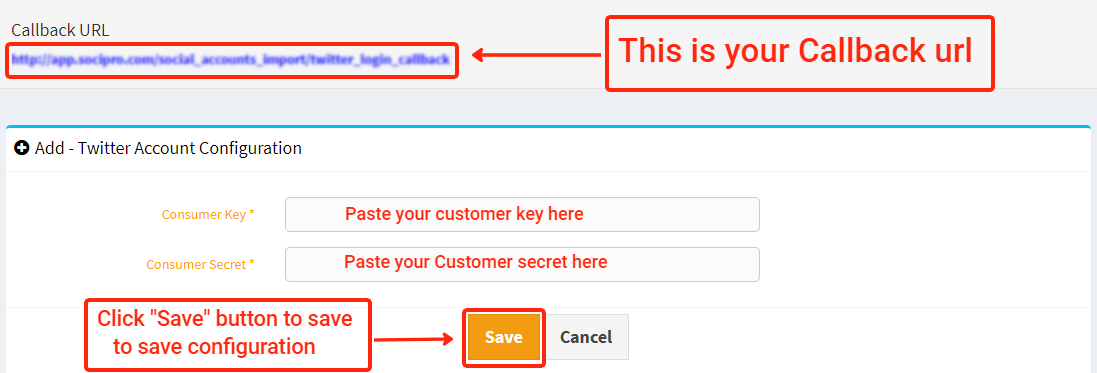 Callback URL
http://app.socipro.com/social_accounts_import/twitter_login_callback
This is your Callback url
Add - Twitter Account Configuration
Consumer Key *
Paste your customer key here
Consumer Secret *
Paste your Customer secret here
Click "Save" button to save
to save configuration
Save
Cancel